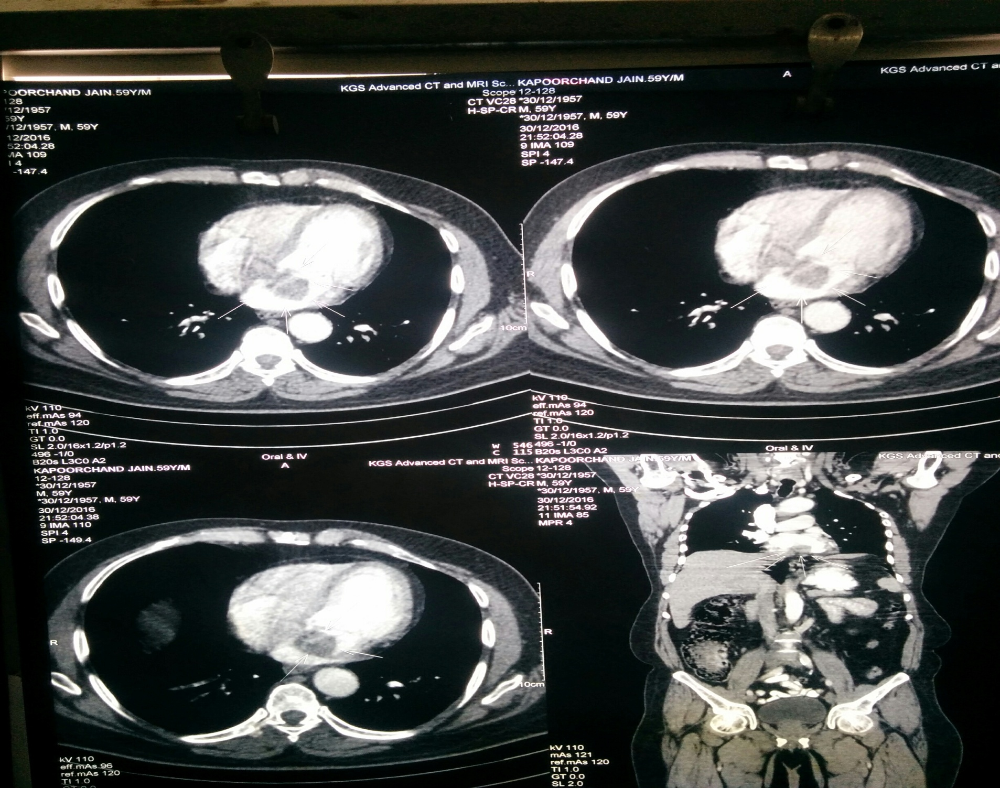 OORCHAND JAIN.59Y/M
128
/12/1957
59Y
/12/1957, M, 59Y
12/2016
52:04.28
MA 109
I 4
-147.4
KGS Advanced CT and MRI Sc...
Scope
CT VC28
H-SP-CR
KAPOORCHAND JAIN.59Y/M
12-128
*30/12/1957
M, 59Y
*30/12/1957, M, 59Y
30/12/2016
21:52:04.28
9 IMA 109
SPI 4
SP -147.4
A
KGS Advanced CT
R
10cm
kV 110
eff.mAs 94
ref.mAs 120
TI 1.0
GT 0.0
SL 2.0/16x1.2/p1.2
496 -1/0
B20s L3C0 A2
Oral & IV
W 546
C 115
kV 110
eff.mAs 94
ref.mAs 120
TI 1.0
GT 0.0
SL 2.0/16x1.2/p1.2
496 -1/0
B20s L3C0 A2
Oral & IV
KAPOORCHAND JAIN.59Y/M
12-128
*30/12/1957
M, 59Y
*30/12/1957, M, 59Y
30/12/2016
21:52:04.38
9 IMA 110
SPI 4
SP -149.4
A
KGS Advanced CT and MRI Sc...
Scope
CT VC28
H-SP-CR
KAPOORCHAND JAIN.59Y/M
12-128
*30/12/1957
M, 59Y
*30/12/1957, M, 59Y
30/12/2016
21:51:54.92
11 IMA 85
MPR 4
KGS Advanced CT and
R
R
10cm
kV 110
eff.mAs 96
ref.mAs 120
TI 1.0
kV 110
mAs 121
ref.mAs 120
TI 1.0
GT 0.0
SL 2.0